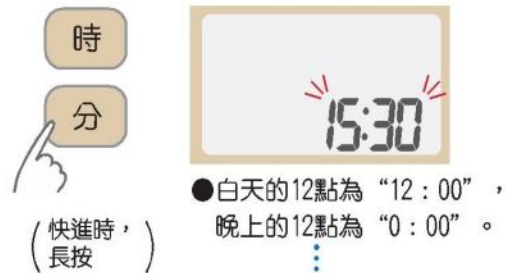 時
分
15:30
●白天的12點為“12：00”，
晚上的12點為“0：00”。
(快進時，
長按)